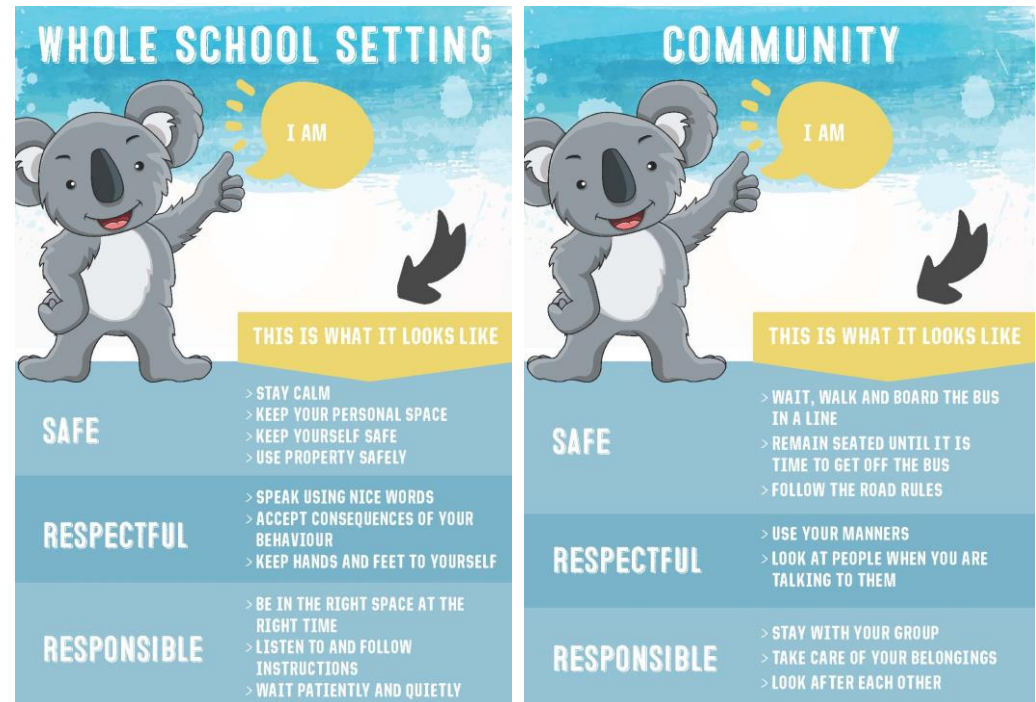 WHOLE SCHOOL SETTING
I AM
THIS IS WHAT IT LOOKS LIKE
SAFE
> STAY CALM
> KEEP YOUR PERSONAL SPACE
> KEEP YOURSELF SAFE
> USE PROPERTY SAFELY
RESPECTFUL
> SPEAK USING NICE WORDS
> ACCEPT CONSEQUENCES OF YOUR
BEHAVIOUR
> KEEP HANDS AND FEET TO YOURSELF
RESPONSIBLE
> BE IN THE RIGHT SPACE AT THE
RIGHT TIME
> LISTEN TO AND FOLLOW
INSTRUCTIONS
> WAIT PATIENTLY AND QUIETLY
COMMUNITY
I AM
THIS IS WHAT IT LOOKS LIKE
SAFE
> WAIT, WALK AND BOARD THE BUS
IN A LINE
> REMAIN SEATED UNTIL IT IS
TIME TO GET OFF THE BUS
> FOLLOW THE ROAD RULES
RESPECTFUL
> USE YOUR MANNERS
> LOOK AT PEOPLE WHEN YOU ARE
TALKING TO THEM
RESPONSIBLE
> STAY WITH YOUR GROUP
> TAKE CARE OF YOUR BELONGINGS
> LOOK AFTER EACH OTHER